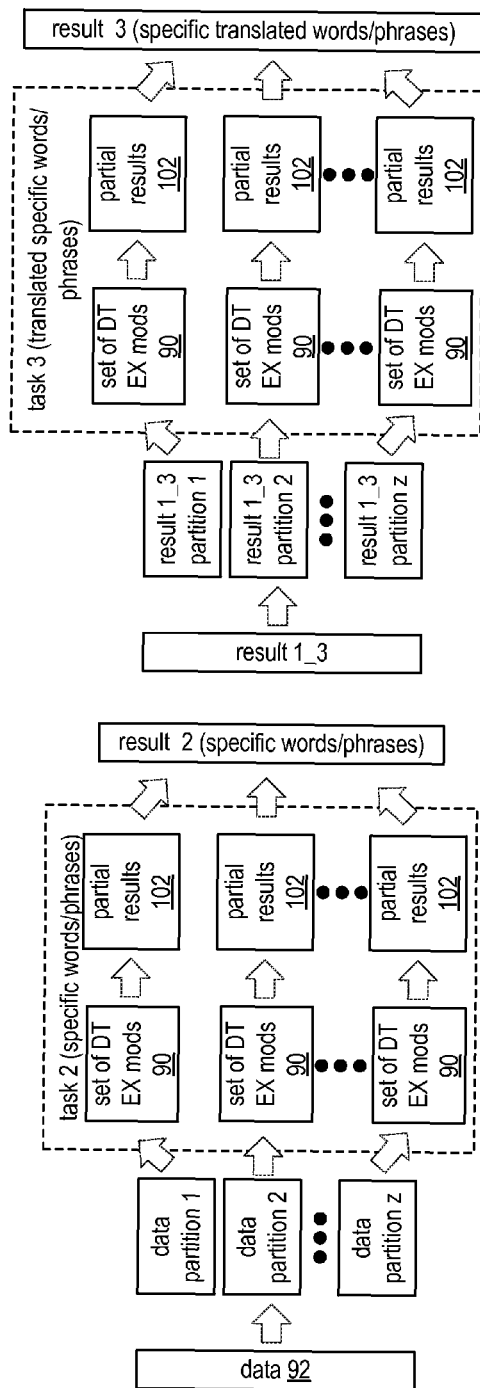 data 92
data
partition 1
data
partition 2
data
partition z
task 2 (specific words/phrases)
set of DT
EX mods
90
set of DT
EX mods
90
set of DT
EX mods
90
partial
results
102
partial
results
102
partial
results
102
result 2 (specific words/phrases)
result 1_3
result 1_3
partition 1
result 1_3
partition 2
result 1_3
partition z
task 3 (translated specific words/
phrases)
set of DT
EX mods
90
set of DT
EX mods
90
set of DT
EX mods
90
partial
results
102
partial
results
102
partial
results
102
result 3 (specific translated words/phrases)